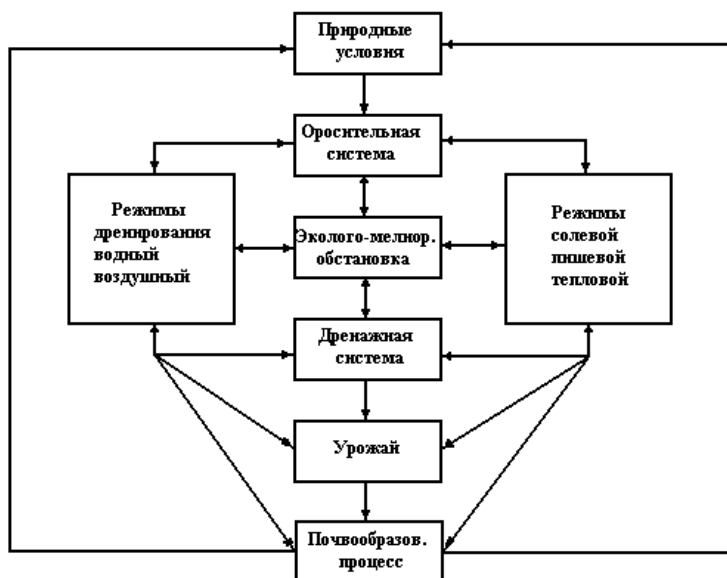 Природные
условия
Оросительная
система
Режимы
дренирования
водный
воздушный
Эколого-мелиор.
обстановка
Режимы
солевой
пишевой
тепловой
Дренажная
система
Урожай
Почвообразов.
процесс